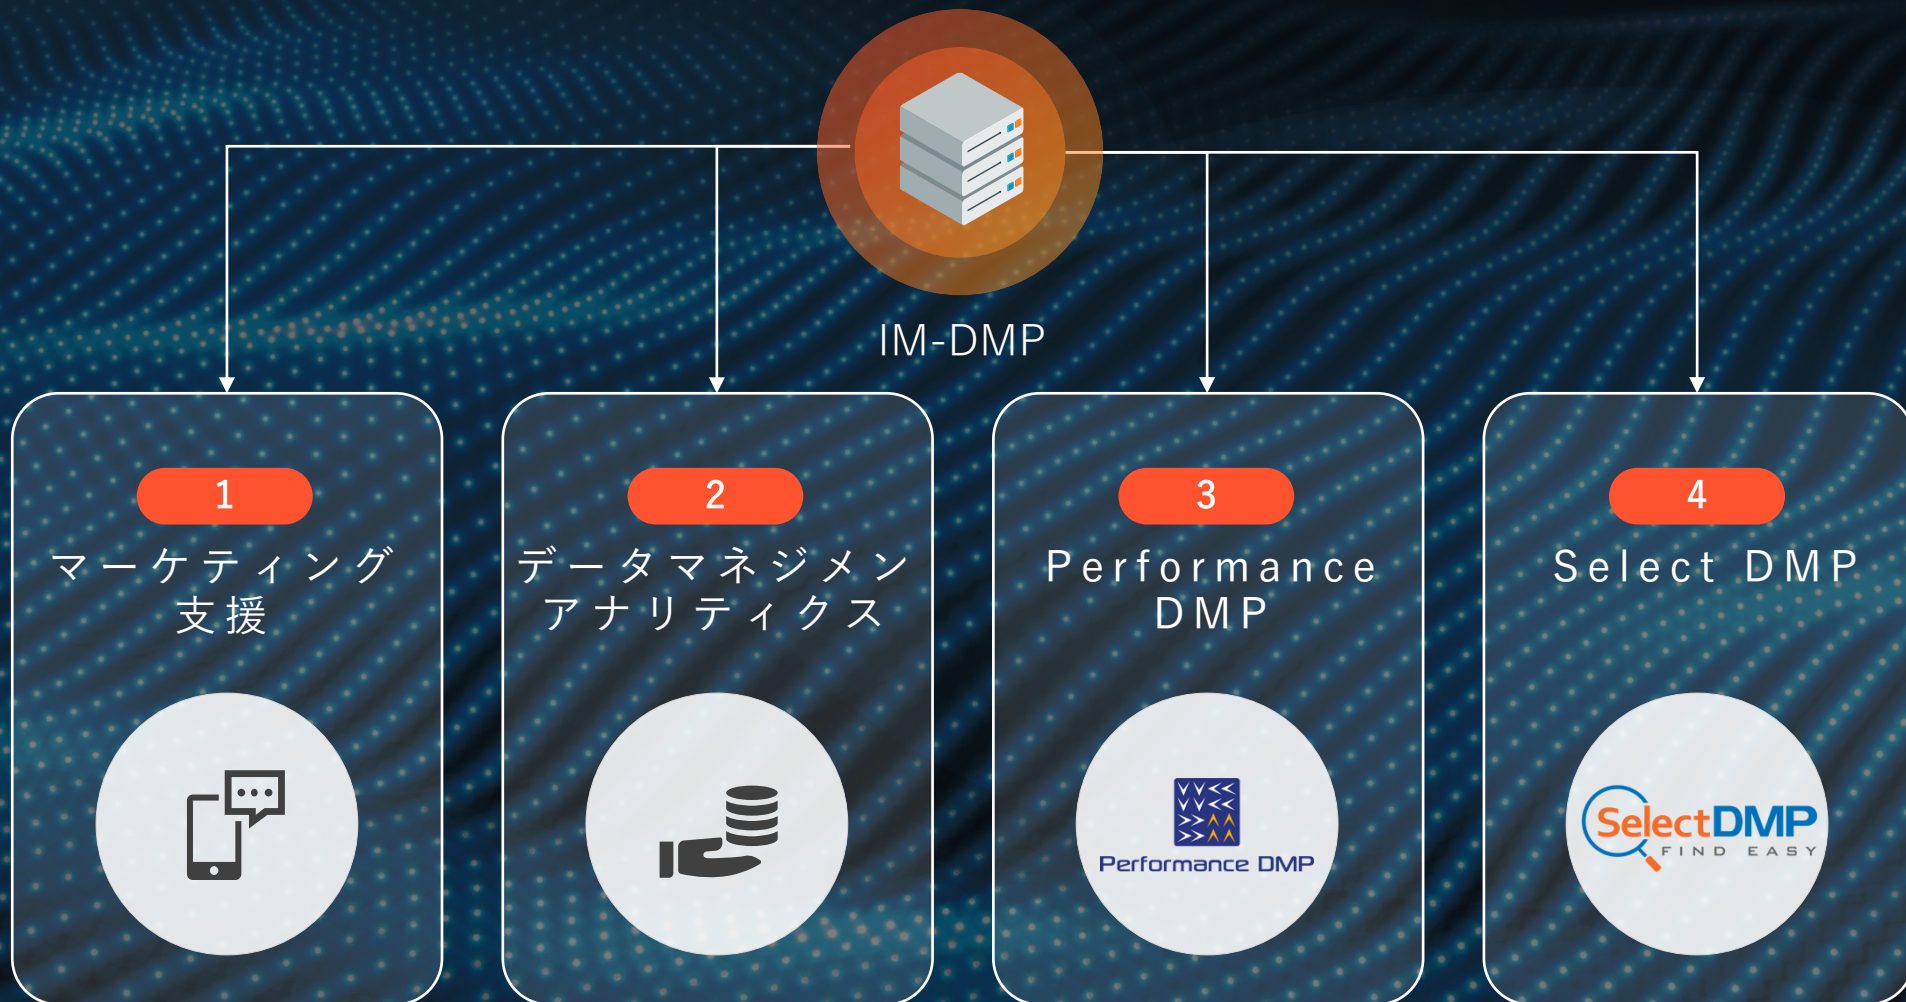 IM-DMP
1
マーケティング
支援
2
データマネジメン
アナリティクス
3
Performance
DMP
Performance DMP
4
Select DMP
SelectDMP
FIND EASY